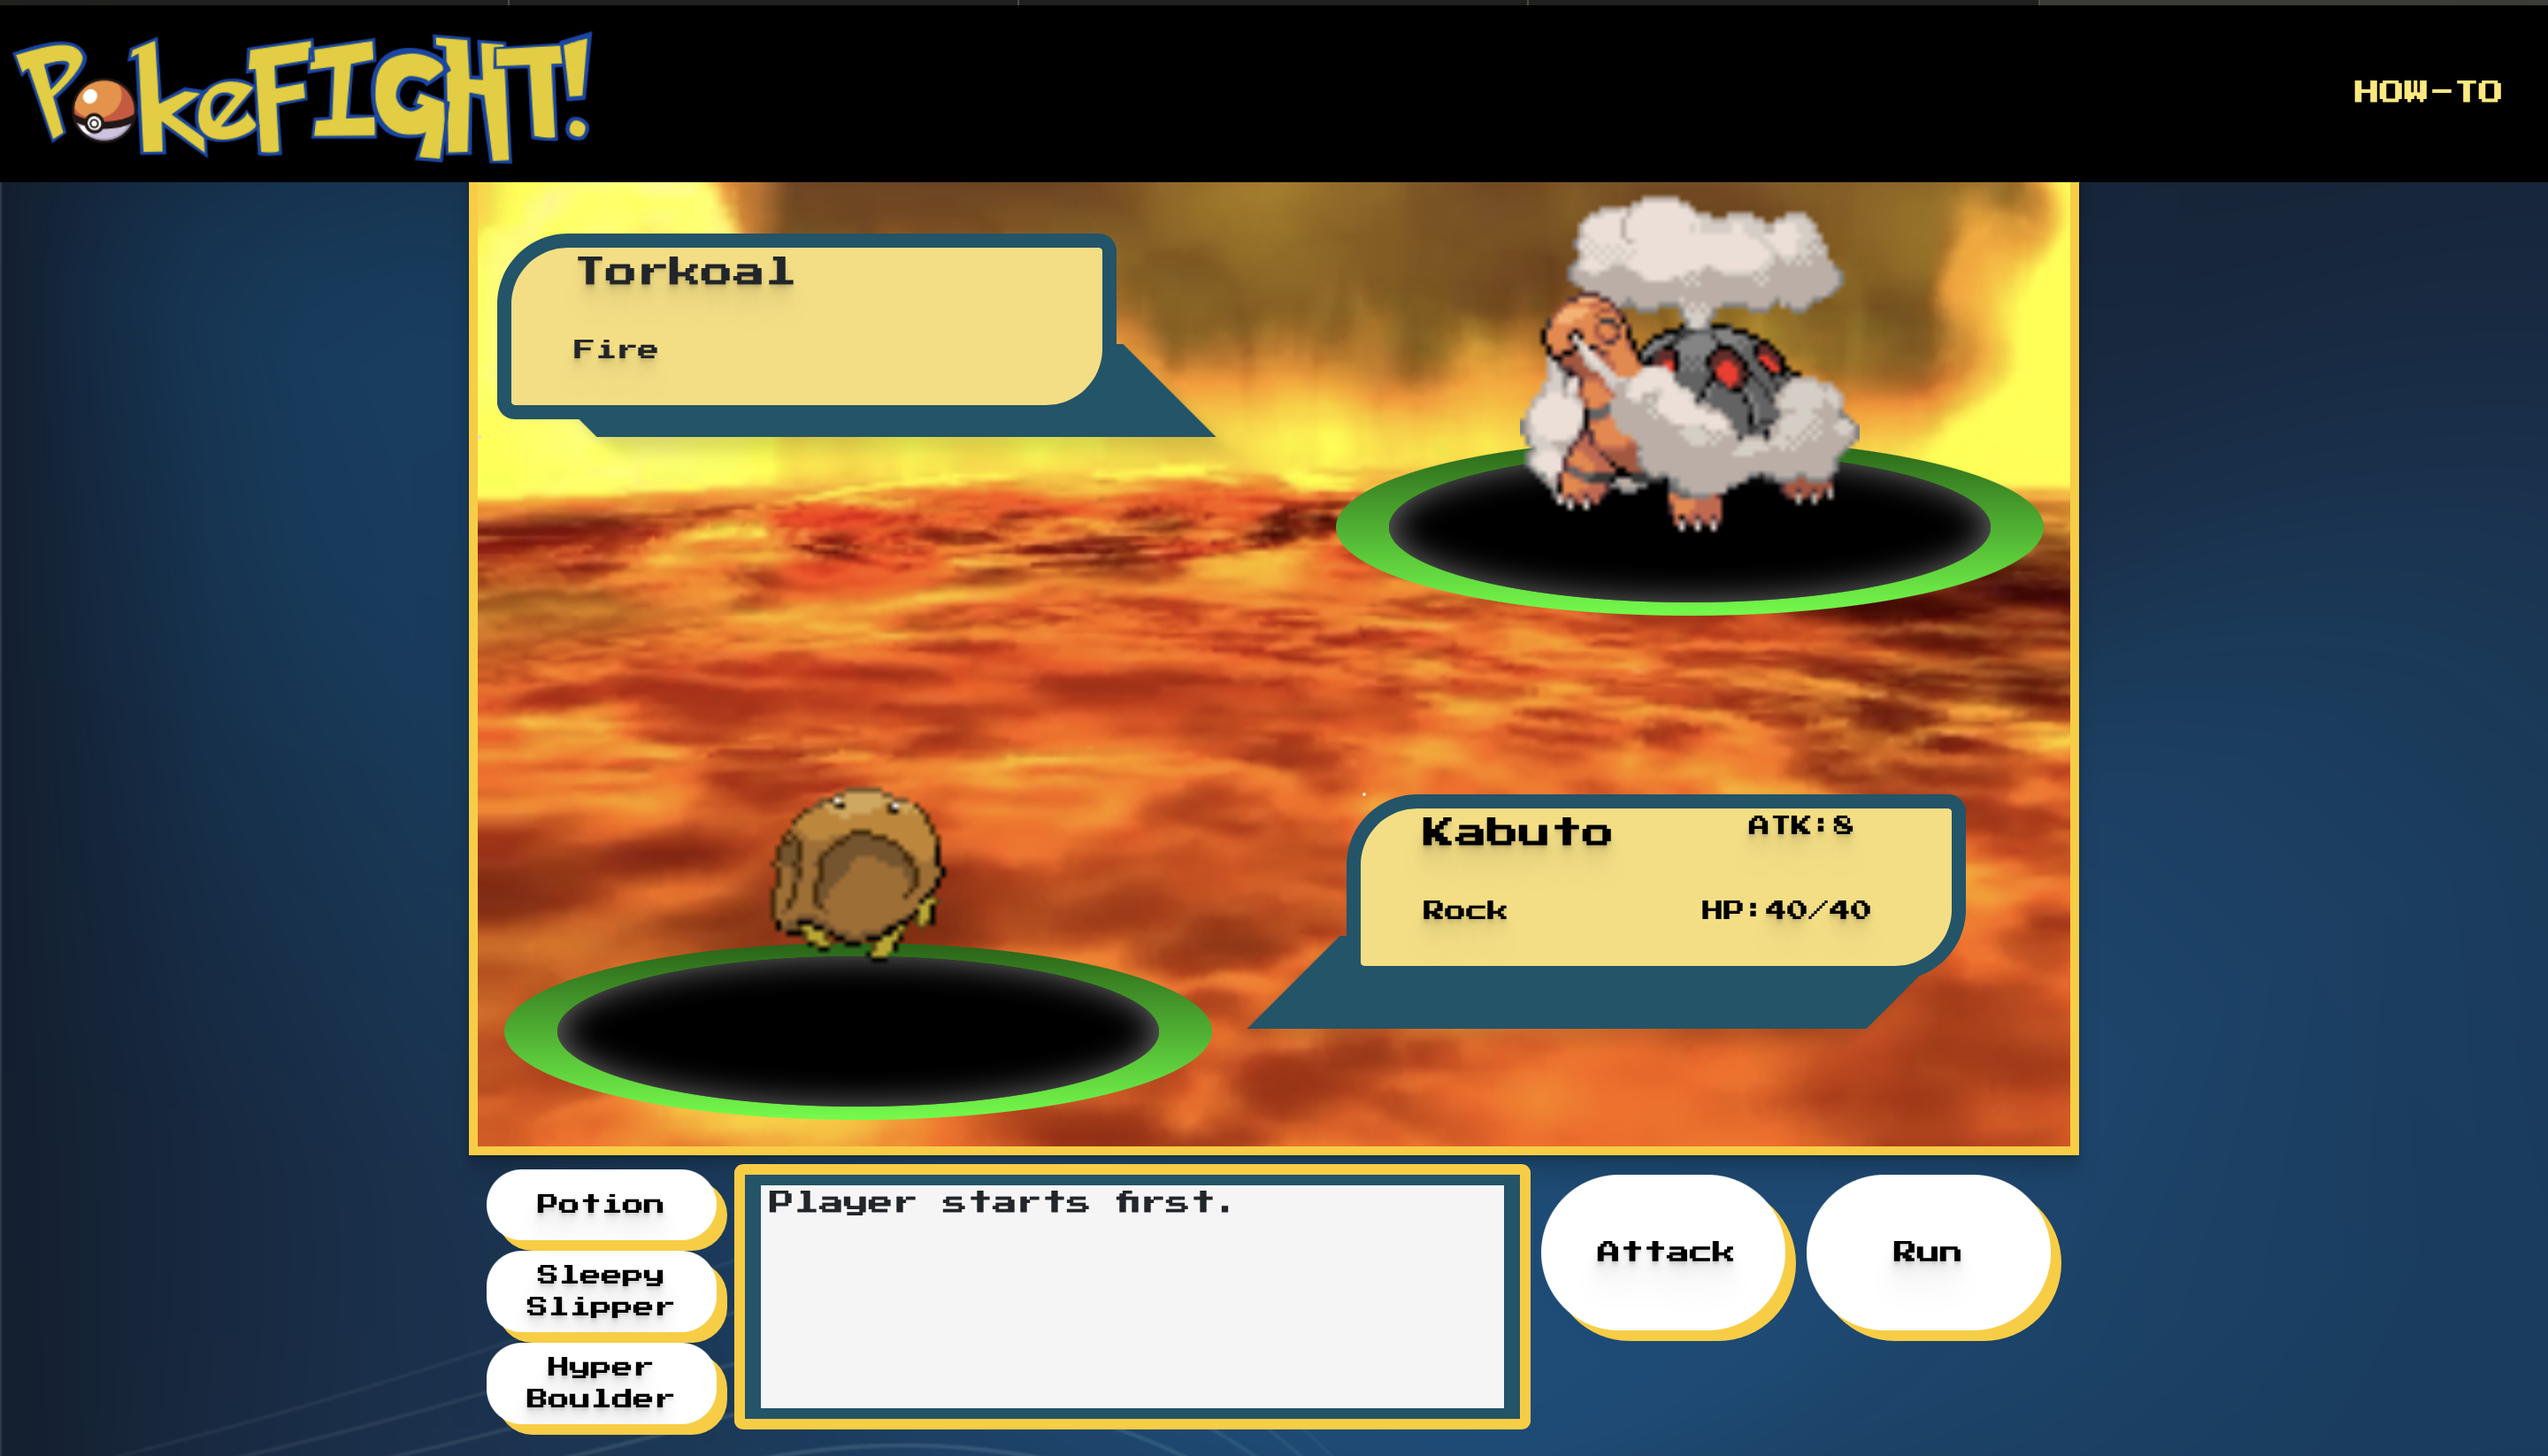 PokeFIGHT!
HOW-TO
Torkoal
Fire
Kabuto
ATK:8
Rock
HP:40/40
Potion
Sleepy
Slipper
Hyper
Boulder
Player starts first.
Attack
Run